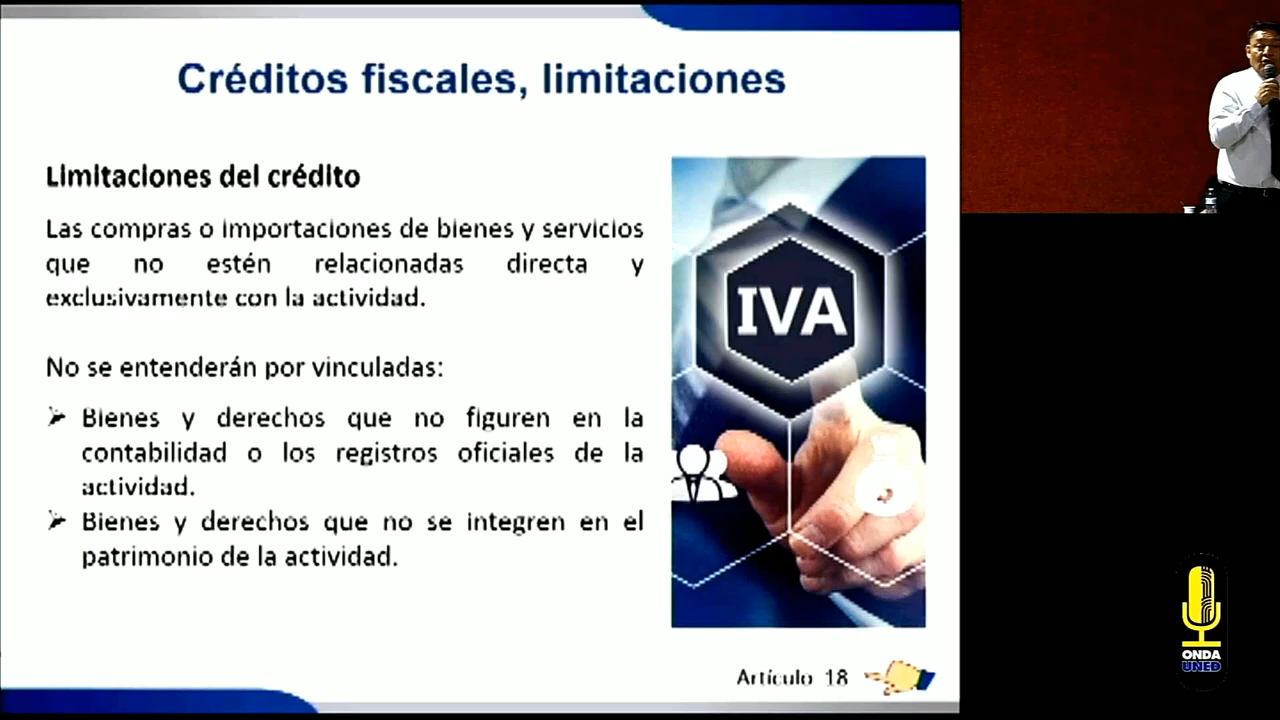 Créditos fiscales, limitaciones
Limitaciones del crédito
Las compras o importaciones de bienes y servicios
que no estén relacionadas directa y
exclusivamente con la actividad.
No se entenderán por vinculadas:
Bienes y derechos que no figuren en la
contabilidad o los registros oficiales de la
actividad.
Bienes y derechos que no se integren en el
patrimonio de la actividad.
IVA
Artículo 18
ONDA
UNED